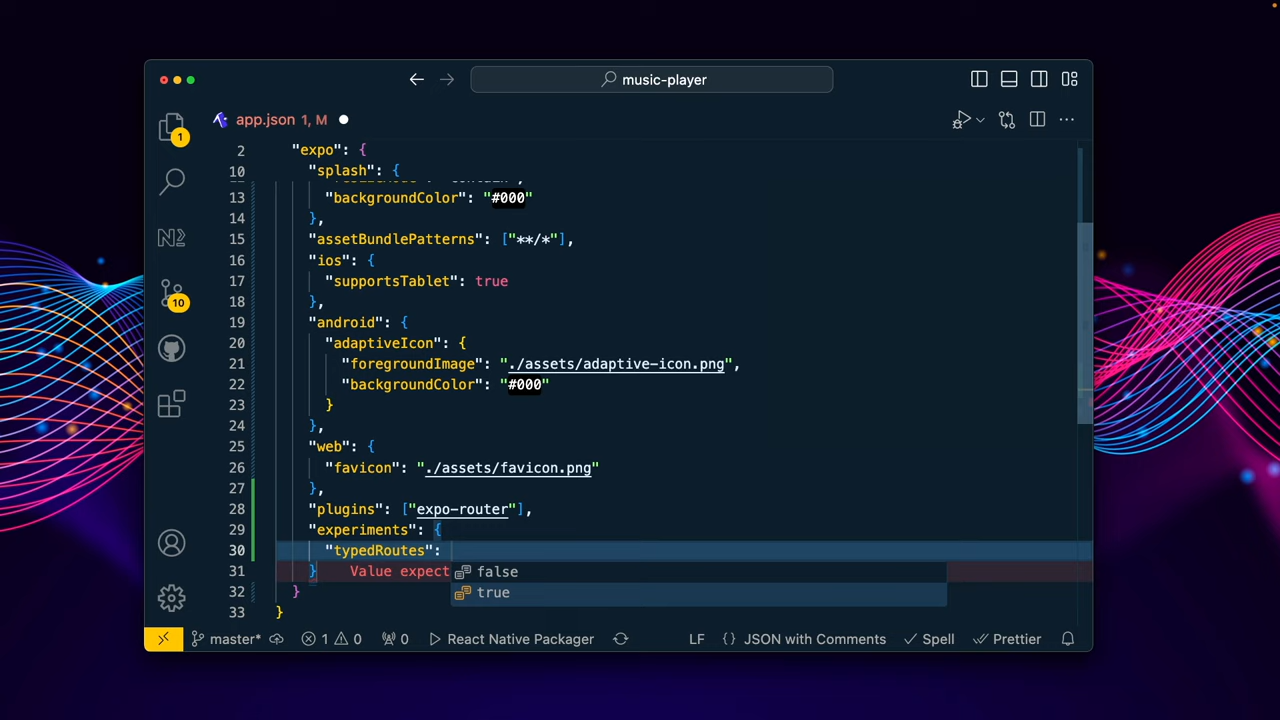 music-player
app.json 1, M
1
2 "expo": {
10 "splash": {
13 "backgroundColor": "#000"
14 },
15 "assetBundlePatterns": ["**/*"],
16 "ios": {
17 "supportsTablet": true
18 },
19 "android": {
20 "adaptiveIcon": {
21 "foregroundImage": "./assets/adaptive-icon.png",
22 "backgroundColor": "#000"
23 }
24 },
25 "web": {
26 "favicon": "./assets/favicon.png"
27 },
28 "plugins": ["expo-router"],
29 "experiments": {
30 "typedRoutes":
31 } Value expect
false
true
32 }
33 }
N
10
master* 1 0 0 React Native Packager LF {} JSON with Comments Spell Prettier